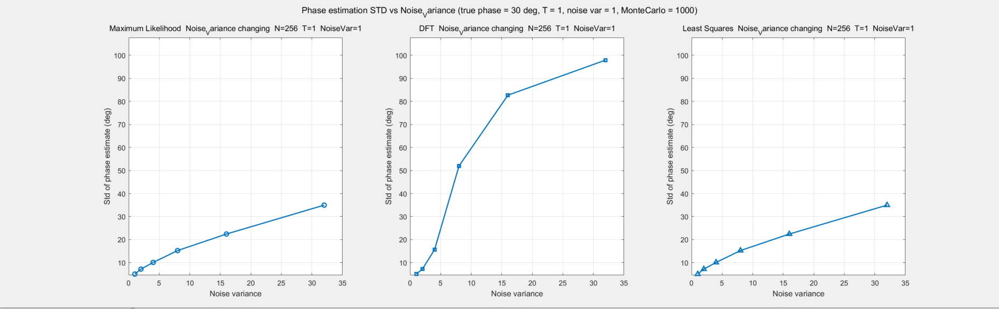 Phase estimation STD vs Noise_Variance (true phase = 30 deg, T = 1, noise var = 1, MonteCarlo = 1000)
Maximum Likelihood Noise_Variance changing N=256 T=1 NoiseVar=1
100
90
80
70
60
50
40
30
20
10
Std of phase estimate (deg)
0 5 10 15 20 25 30 35
Noise variance
DFT Noise_Variance changing N=256 T=1 NoiseVar=1
100
90
80
70
60
50
40
30
20
10
Std of phase estimate (deg)
0 5 10 15 20 25 30 35
Noise variance
Least Squares Noise_Variance changing N=256 T=1 NoiseVar=1
100
90
80
70
60
50
40
30
20
10
Std of phase estimate (deg)
0 5 10 15 20 25 30 35
Noise variance